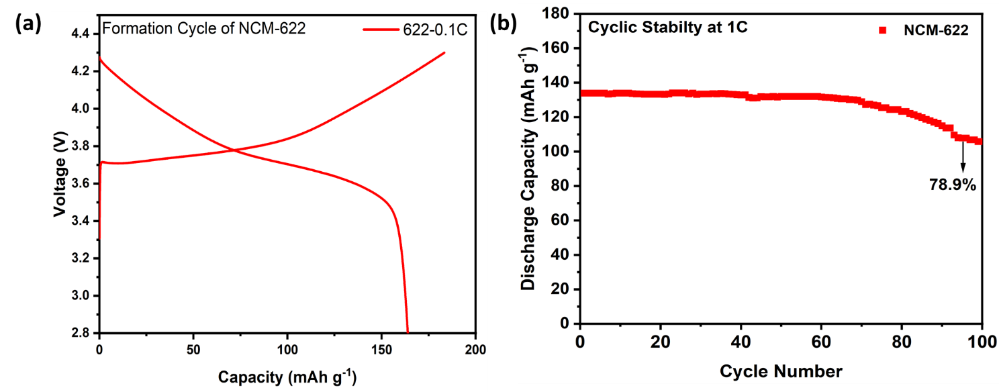 (a)
Formation Cycle of NCM-622
622-0.1C
4.4
4.2
4.0
3.8
3.6
3.4
3.2
3.0
2.8
Voltage (V)
0 50 100 150 200
Capacity (mAh g⁻¹)
(b)
Cyclic Stabilty at 1C
NCM-622
180
160
140
120
100
80
60
40
20
0
Discharge Capacity (mAh g⁻¹)
78.9%
0 20 40 60 80 100
Cycle Number